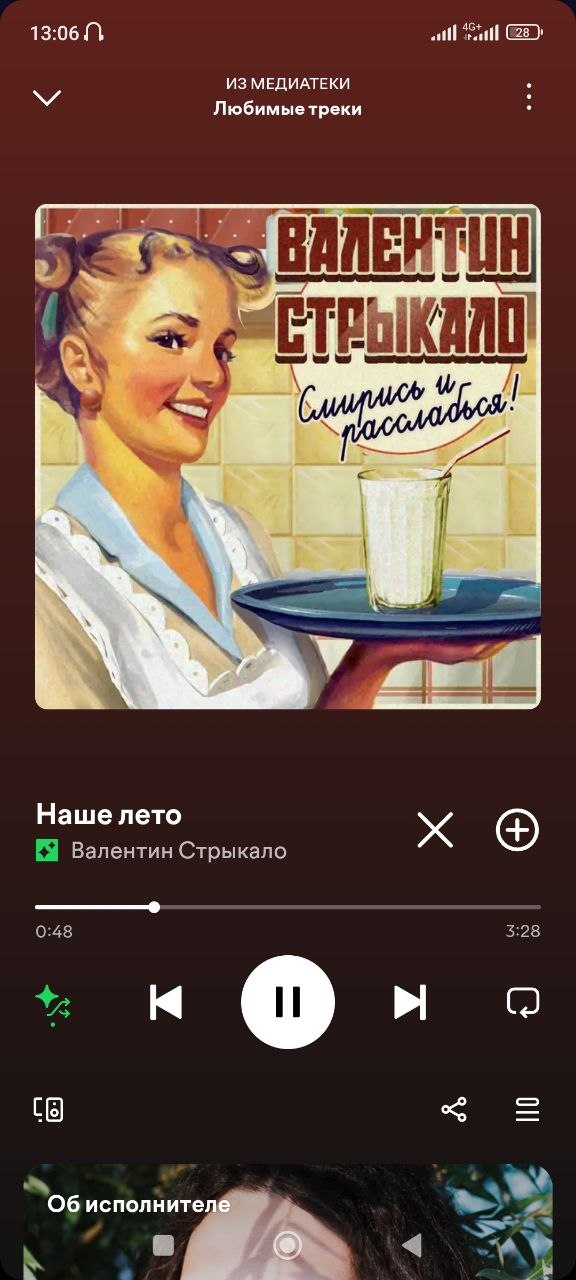 13:06
4G+
28
ИЗ МЕДИАТЕКИ
Любимые треки
ВАЛЕНТИН
СТРЫКАЛО
Смирись и
расслабься!
Наше лето
Валентин Стрыкало
0:48
3:28
Об исполнителе